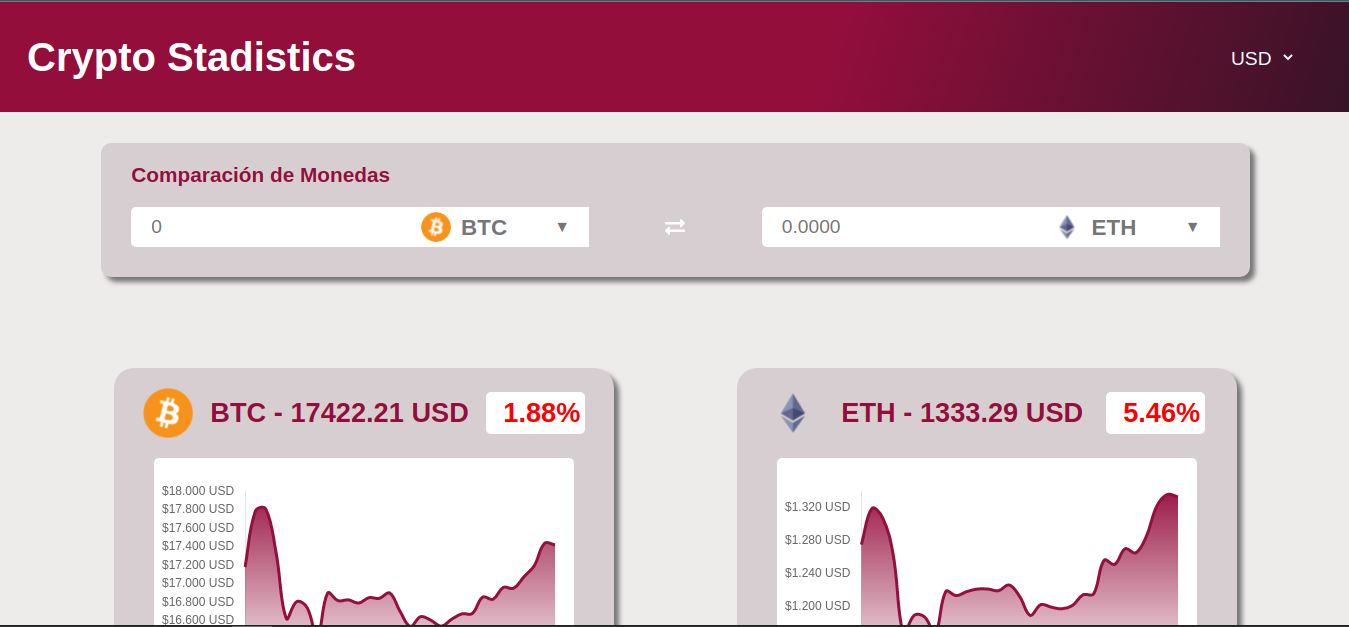 Crypto Stadistics
USD
Comparación de Monedas
0 BTC ▼
0.0000 ETH ▼
BTC - 17422.21 USD 1.88%
$18.000 USD
$17.800 USD
$17.600 USD
$17.400 USD
$17.200 USD
$17.000 USD
$16.800 USD
$16.600 USD
ETH - 1333.29 USD 5.46%
$1.320 USD
$1.280 USD
$1.240 USD
$1.200 USD